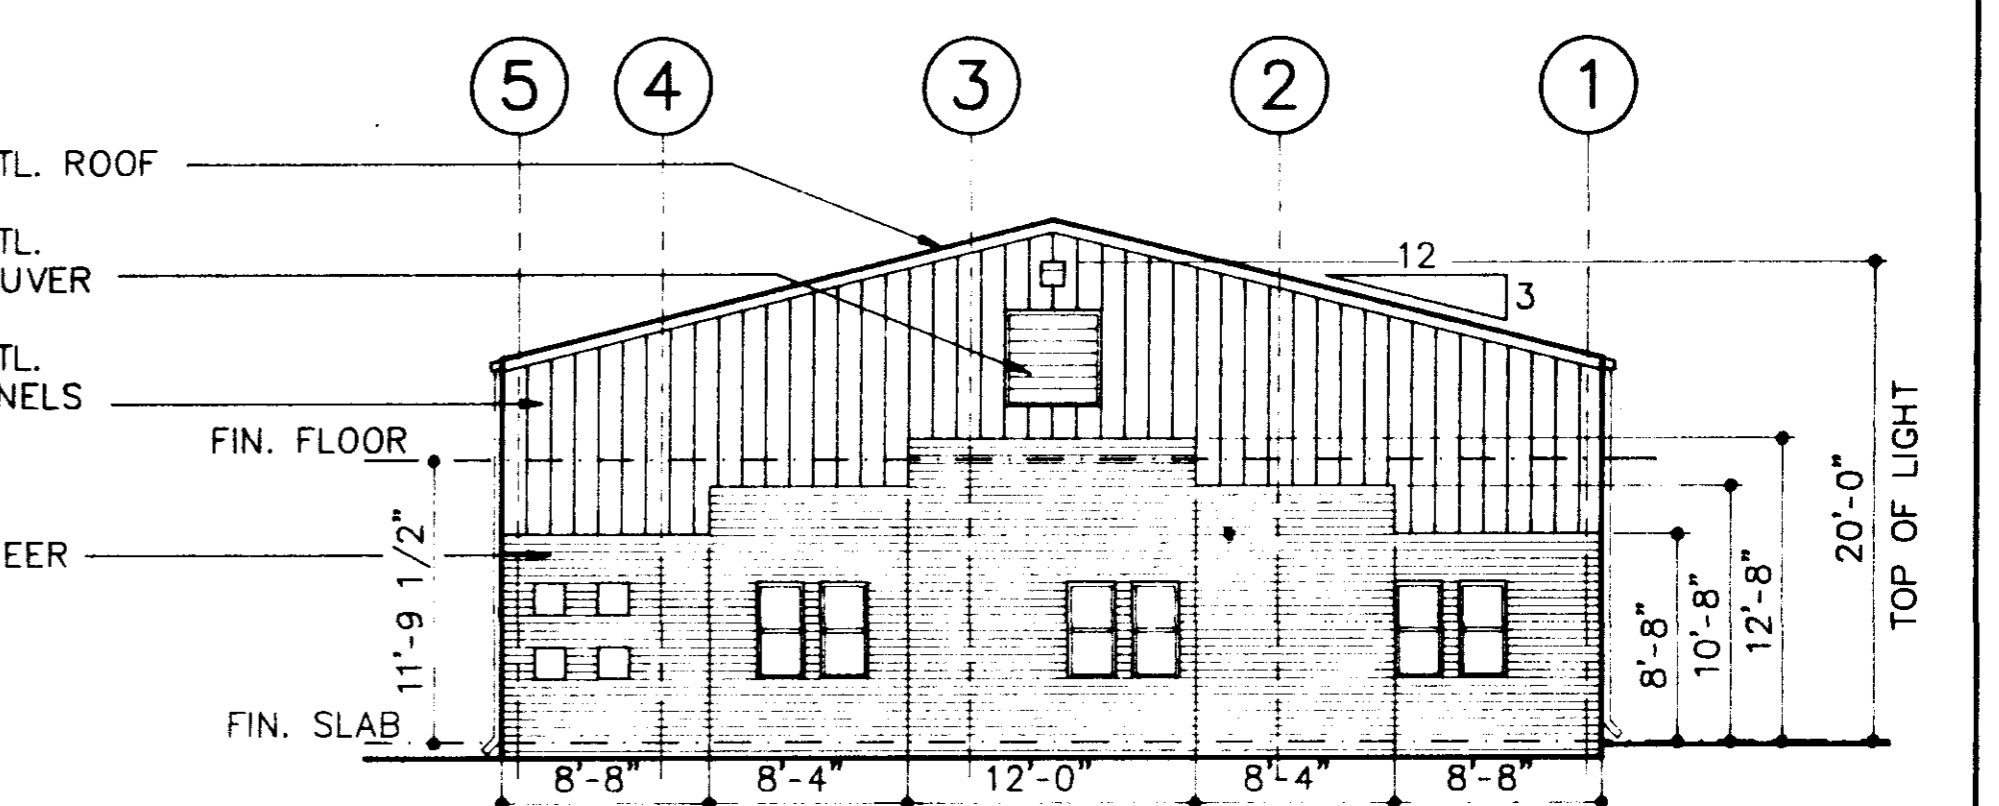 5 4 3 2 1
TL. ROOF
TL.
UVER
12
3
TL.
NELS
FIN. FLOOR
EER
11'-9 1/2"
FIN. SLAB
8'-8"
10'-8"
12'-8"
20'-0"
TOP OF LIGHT
8'-8" 8'-4" 12'-0" 8'-4" 8'-8"